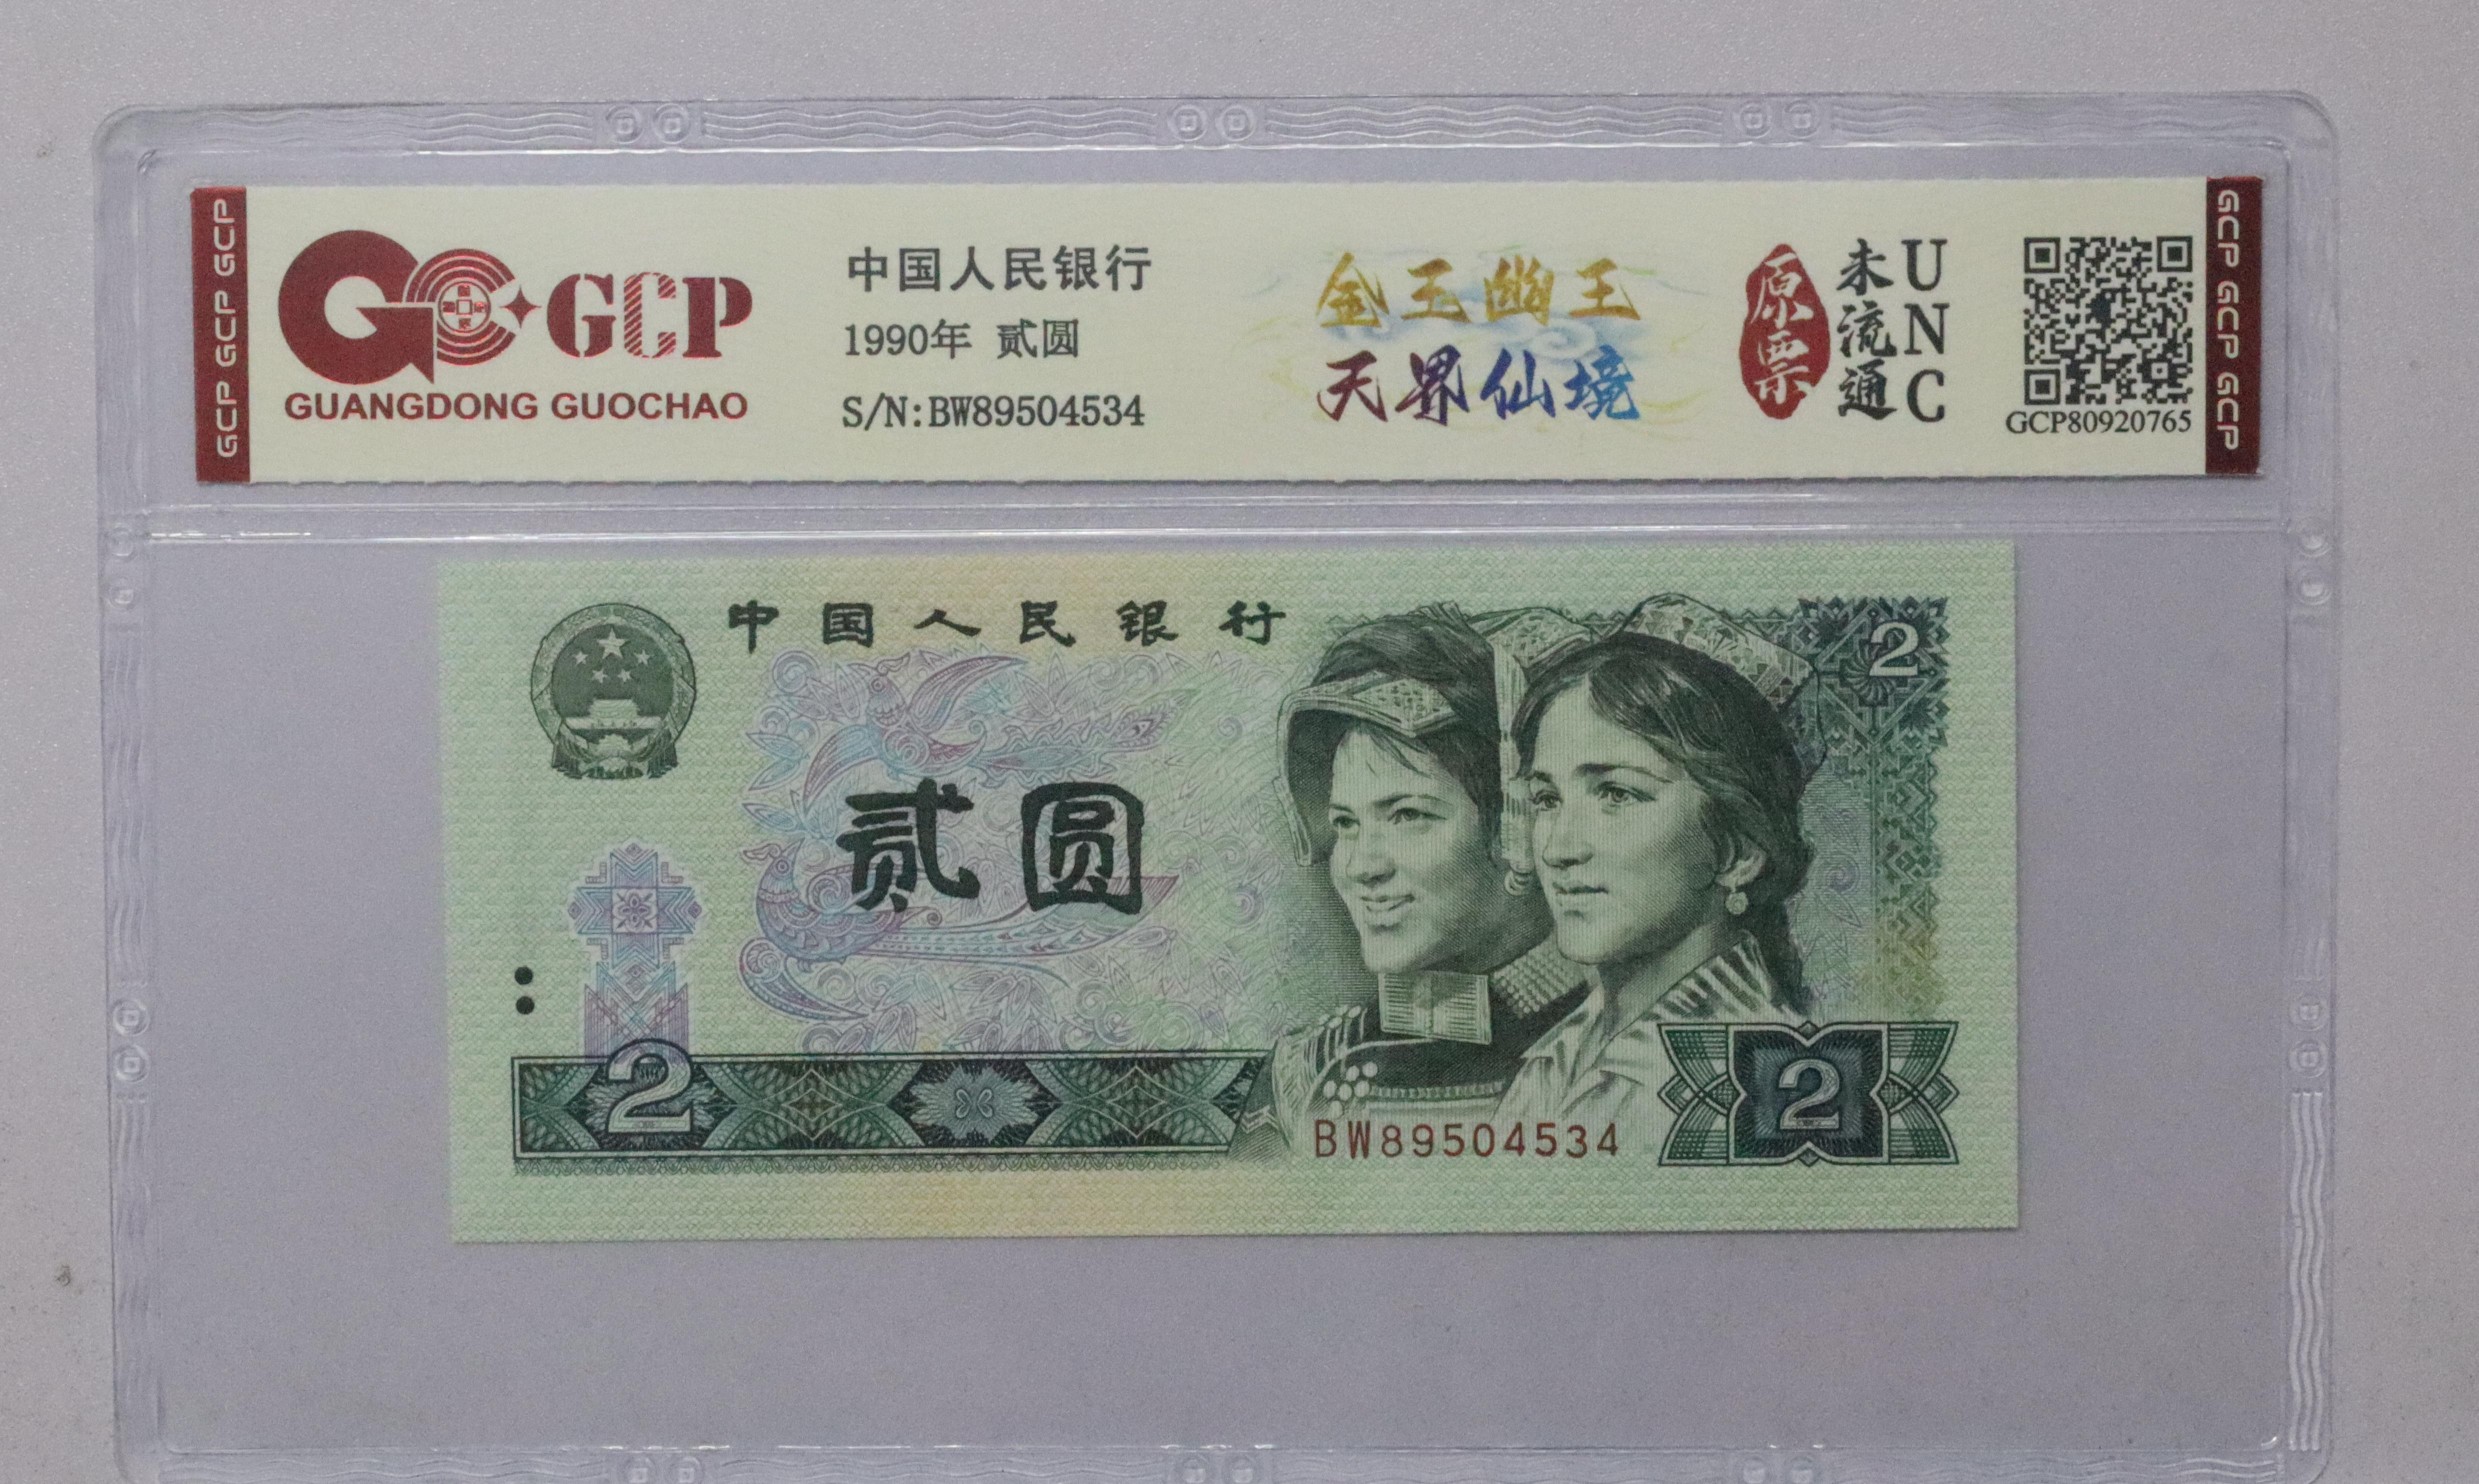 GCP GCP GCP
GCP
GUANGDONG GUOCHAO
中国人民银行
1990年 贰圆
S/N:BW89504534
金玉幽王
天界仙境
原票
未流通
UNC
GCP80920765
GCP GCP GCP
中国人民银行
2
贰圆
2
BW89504534
2